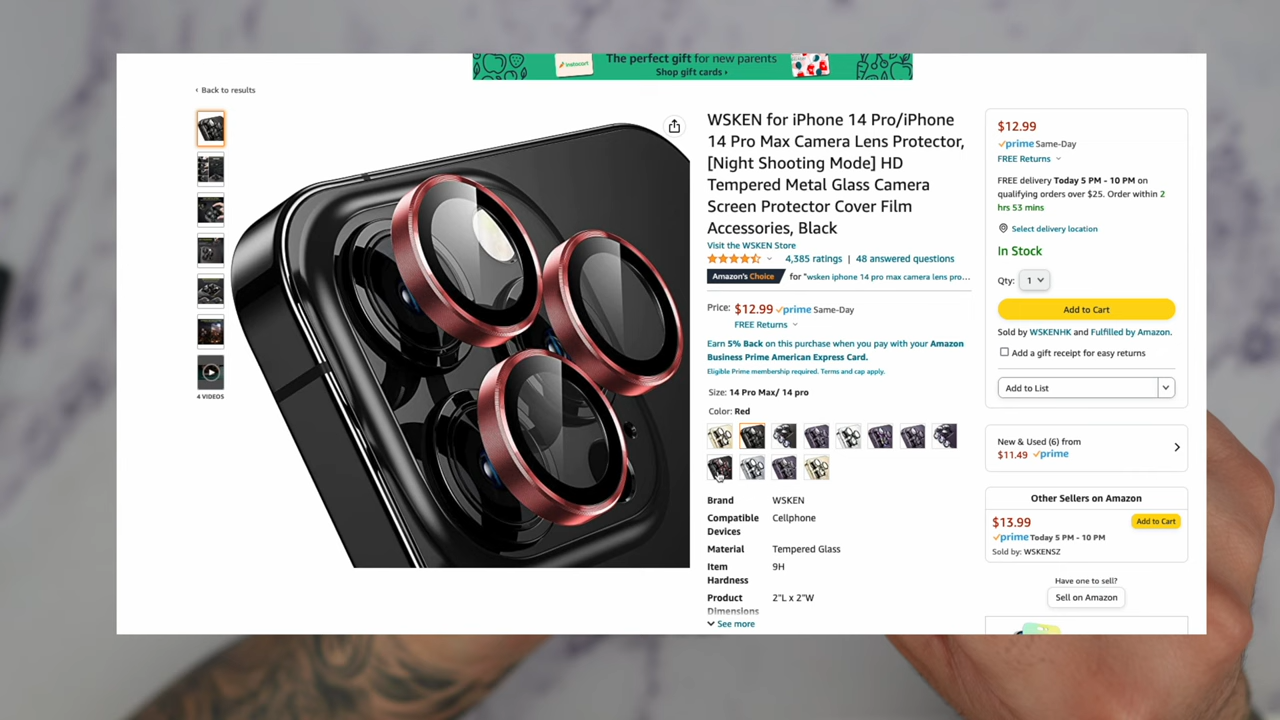 The perfect gift for new parents
instacart
Shop gift cards ›
‹ Back to results
4 VIDEOS
WSKEN for iPhone 14 Pro/iPhone
14 Pro Max Camera Lens Protector,
[Night Shooting Mode] HD
Tempered Metal Glass Camera
Screen Protector Cover Film
Accessories, Black
Visit the WSKEN Store
4,385 ratings | 48 answered questions
Amazon's Choice for "wsken iphone 14 pro max camera lens pro…
Price: $12.99 prime Same-Day
FREE Returns
Earn 5% Back on this purchase when you pay with your Amazon
Business Prime American Express Card.
Eligible Prime membership required. Terms and cap apply.
Size: 14 Pro Max/ 14 pro
Color: Red
Brand WSKEN
Compatible Devices Cellphone
Material Tempered Glass
Item Hardness 9H
Product Dimensions 2"L x 2"W
See more
$12.99
prime Same-Day
FREE Returns
FREE delivery Today 5 PM - 10 PM on
qualifying orders over $25. Order within 2
hrs 53 mins
Select delivery location
In Stock
Qty: 1
Add to Cart
Sold by WSKENHK and Fulfilled by Amazon.
Add a gift receipt for easy returns
Add to List
New & Used (6) from
$11.49 prime
Other Sellers on Amazon
$13.99 Add to Cart
prime Today 5 PM - 10 PM
Sold by: WSKENSZ
Have one to sell?
Sell on Amazon